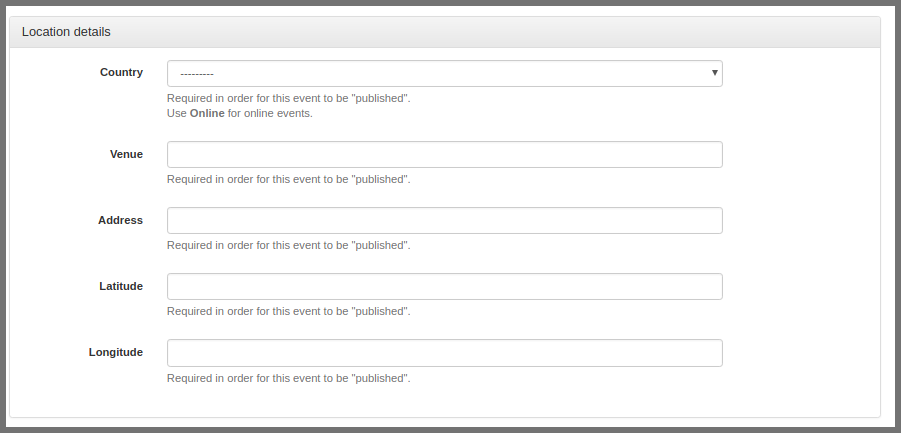 Location details
Country
---------
Required in order for this event to be "published".
Use Online for online events.
Venue
Required in order for this event to be "published".
Address
Required in order for this event to be "published".
Latitude
Required in order for this event to be "published".
Longitude
Required in order for this event to be "published".